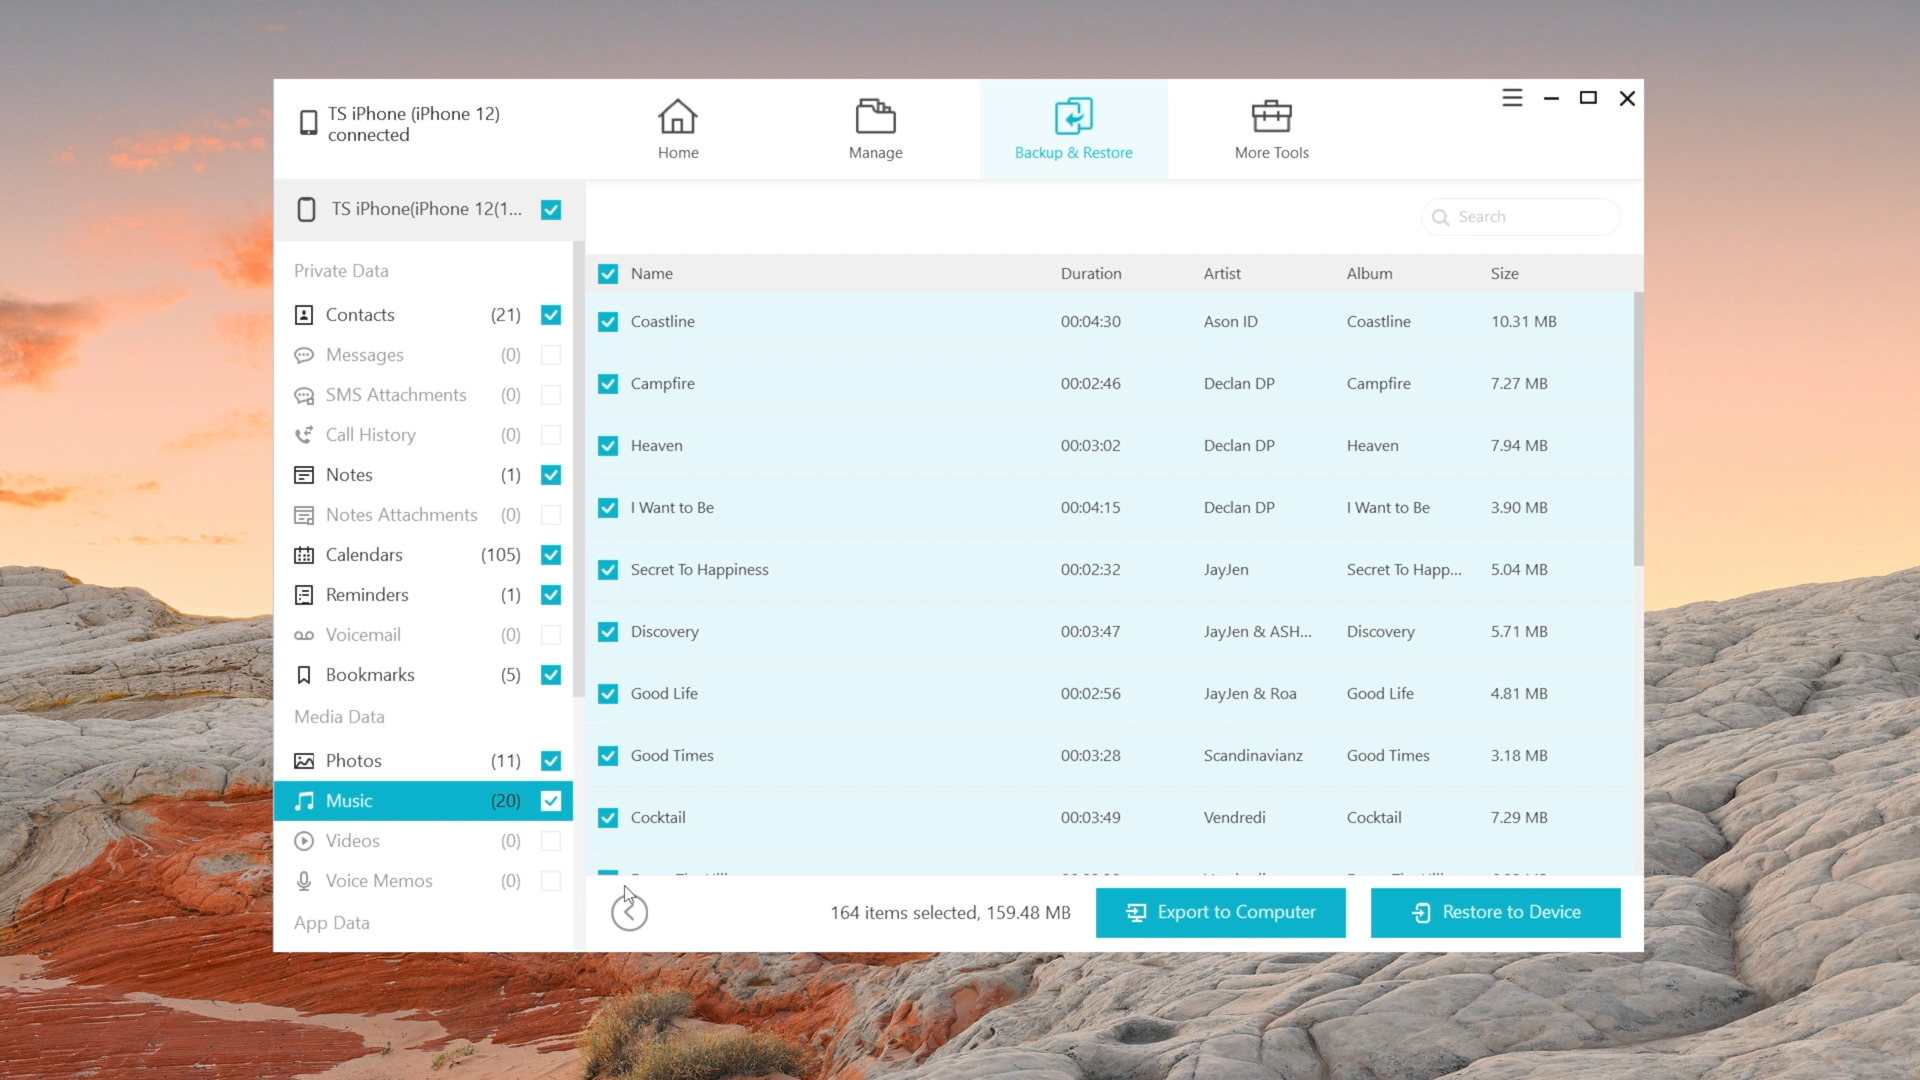 TS iPhone (iPhone 12)
connected
Home
Manage
Backup & Restore
More Tools
TS iPhone(iPhone 12(1...
Search
Private Data
Contacts (21)
Messages (0)
SMS Attachments (0)
Call History (0)
Notes (1)
Notes Attachments (0)
Calendars (105)
Reminders (1)
Voicemail (0)
Bookmarks (5)
Media Data
Photos (11)
Music (20)
Videos (0)
Voice Memos (0)
App Data
Name Duration Artist Album Size
Coastline 00:04:30 Ason ID Coastline 10.31 MB
Campfire 00:02:46 Declan DP Campfire 7.27 MB
Heaven 00:03:02 Declan DP Heaven 7.94 MB
I Want to Be 00:04:15 Declan DP I Want to Be 3.90 MB
Secret To Happiness 00:02:32 JayJen Secret To Happ... 5.04 MB
Discovery 00:03:47 JayJen & ASH... Discovery 5.71 MB
Good Life 00:02:56 JayJen & Roa Good Life 4.81 MB
Good Times 00:03:28 Scandinavianz Good Times 3.18 MB
Cocktail 00:03:49 Vendredi Cocktail 7.29 MB
164 items selected, 159.48 MB
Export to Computer
Restore to Device